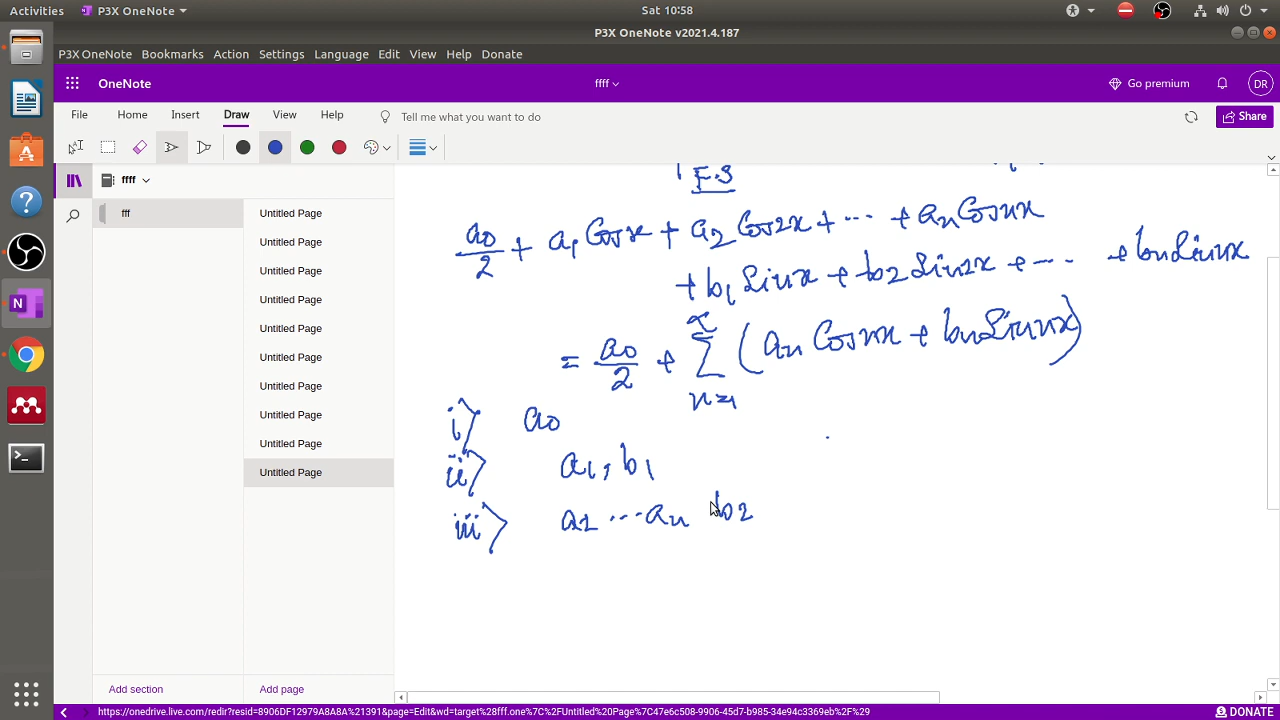 Activities P3X OneNote Sat 10:58
P3X OneNote v2021.4.187
P3X OneNote Bookmarks Action Settings Language Edit View Help Donate
OneNote ffff Go premium DR
File Home Insert Draw View Help Tell me what you want to do Share
ffff
fff
Untitled Page
Untitled Page
Untitled Page
Untitled Page
Untitled Page
Untitled Page
Untitled Page
Untitled Page
Untitled Page
Untitled Page
F.S
a0/2 + a1 Cosx + a2 Cos2x + ... + an Cosnx
+ b1 Sinx + b2 Sin2x + ... + bn Sinnx
= a0/2 + ∑ n=1 ∞ (an Cosnx + bn Sinnx)
i) a0
ii) a1, b1
iii) a2 ... an b2
Add section Add page
https://onedrive.live.com/redir?resid=8906DF12979A8A8A%21391&page=Edit&wd=target%28fff.one%7C%2FUntitled%20Page%7C47e6c508-9906-45d7-b985-34e94c3369eb%2F%29
DONATE